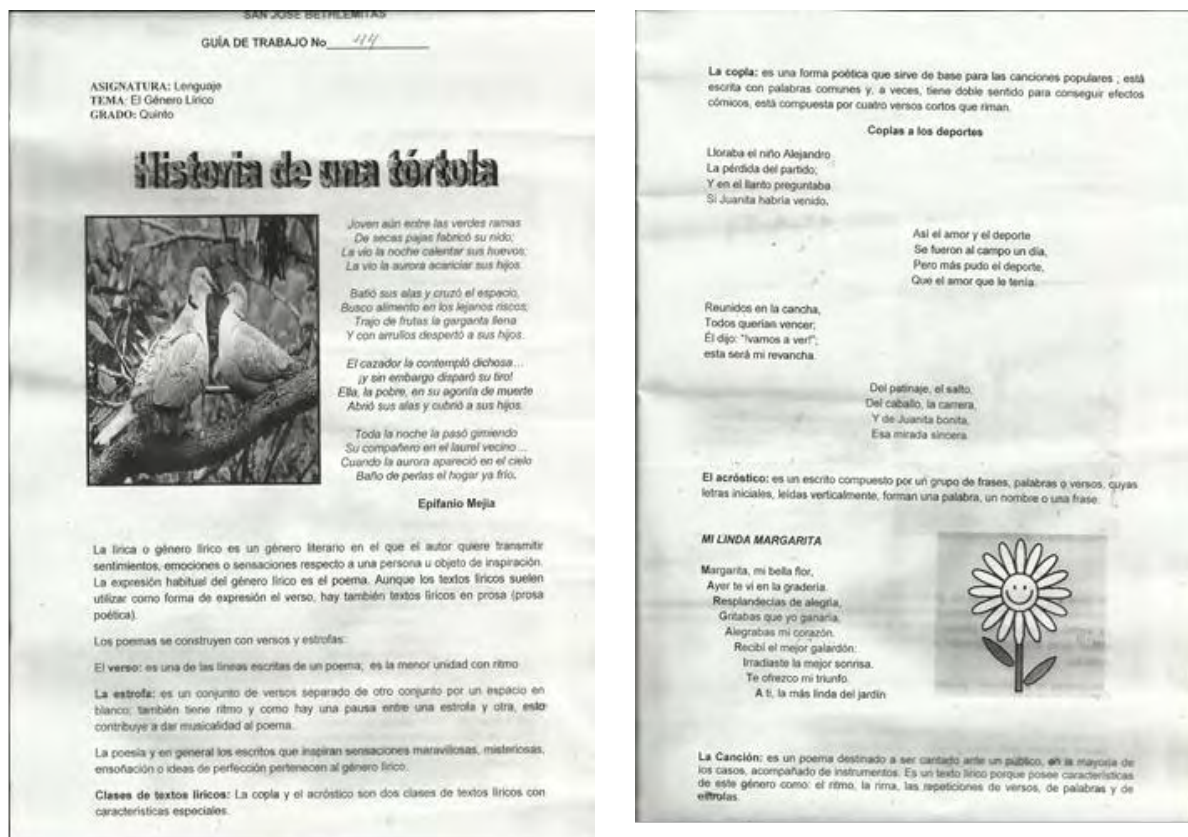 SAN JOSE BETHLEMITAS
GUÍA DE TRABAJO No 44
ASIGNATURA: Lenguaje
TEMA: El Género Lírico
GRADO: Quinto
Historia de una tórtola
Joven aún entre las verdes ramas
De secas pajas fabricó su nido;
La vio la noche calentar sus huevos;
La vio la aurora acariciar sus hijos.
Batió sus alas y cruzó el espacio,
Busco alimento en los lejanos riscos;
Trajo de frutas la garganta llena
Y con arrullos despertó a sus hijos.
El cazador la contempló dichosa…
¡y sin embargo disparó su tiro!
Ella, la pobre, en su agonía de muerte
Abrió sus alas y cubrió a sus hijos.
Toda la noche la pasó gimiendo
Su compañero en el laurel vecino…
Cuando la aurora apareció en el cielo
Baño de perlas el hogar ya frío.
Epifanio Mejía
La lírica o género lírico es un género literario en el que el autor quiere transmitir
sentimientos, emociones o sensaciones respecto a una persona u objeto de inspiración.
La expresión habitual del género lírico es el poema. Aunque los textos líricos suelen
utilizar como forma de expresión el verso, hay también textos líricos en prosa (prosa
poética).
Los poemas se construyen con versos y estrofas:
El verso: es una de las líneas escritas de un poema; es la menor unidad con ritmo
La estrofa: es un conjunto de versos separado de otro conjunto por un espacio en
blanco; también tiene ritmo y como hay una pausa entre una estrofa y otra, esto
contribuye a dar musicalidad al poema.
La poesía y en general los escritos que inspiran sensaciones maravillosas, misteriosas,
ensoñación o ideas de perfección pertenecen al género lírico.
Clases de textos líricos: La copla y el acróstico son dos clases de textos líricos con
características especiales.
La copla: es una forma poética que sirve de base para las canciones populares ; está
escrita con palabras comunes y, a veces, tiene doble sentido para conseguir efectos
cómicos, está compuesta por cuatro versos cortos que riman.
Coplas a los deportes
Lloraba el niño Alejandro
La pérdida del partido;
Y en el llanto preguntaba
Si Juanita habría venido.
Así el amor y el deporte
Se fueron al campo un día,
Pero más pudo el deporte,
Que el amor que le tenía.
Reunidos en la cancha,
Todos querían vencer;
Él dijo: "!vamos a ver!";
esta será mi revancha.
Del patinaje, el salto,
Del caballo, la carrera,
Y de Juanita bonita,
Esa mirada sincera.
El acróstico: es un escrito compuesto por un grupo de frases, palabras o versos, cuyas
letras iniciales, leídas verticalmente, forman una palabra, un nombre o una frase.
MI LINDA MARGARITA
Margarita, mi bella flor,
Ayer te vi en la gradería.
Resplandecías de alegría,
Gritabas que yo ganaría.
Alegrabas mi corazón.
Recibí el mejor galardón:
Irradiaste la mejor sonrisa.
Te ofrezco mi triunfo.
A ti, la más linda del jardín
La Canción: es un poema destinado a ser cantado ante un público, en la mayoría de
los casos, acompañado de instrumentos. Es un texto lírico porque posee características
de este género como: el ritmo, la rima, las repeticiones de versos, de palabras y de
estrofas.